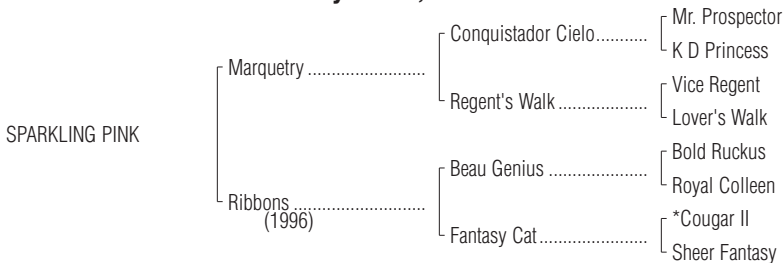 Mr. Prospector
Conquistador Cielo...........
K D Princess
Marquetry .........................
Vice Regent
Regent's Walk ...................
Lover's Walk
SPARKLING PINK
Bold Ruckus
Beau Genius .....................
Royal Colleen
Ribbons ............................
(1996)
*Cougar II
Fantasy Cat.......................
Sheer Fantasy